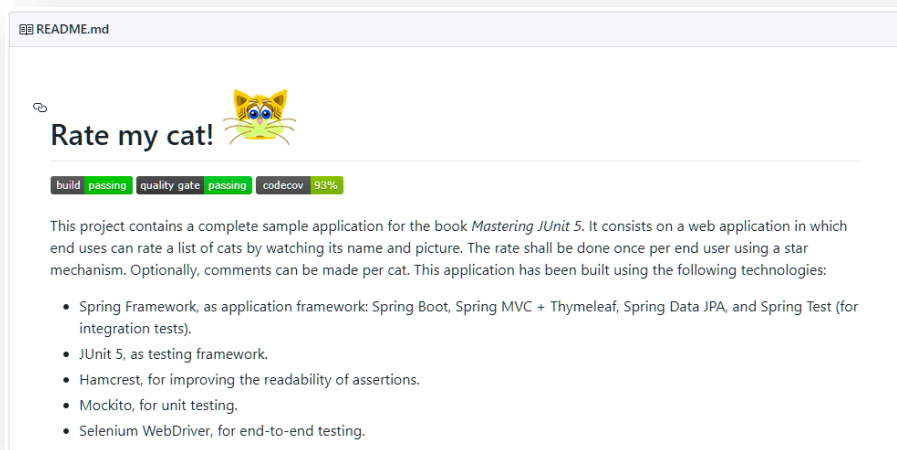 README.md
Rate my cat!
build passing quality gate passing codecov 93%
This project contains a complete sample application for the book Mastering JUnit 5. It consists on a web application in which
end uses can rate a list of cats by watching its name and picture. The rate shall be done once per end user using a star
mechanism. Optionally, comments can be made per cat. This application has been built using the following technologies:
• Spring Framework, as application framework: Spring Boot, Spring MVC + Thymeleaf, Spring Data JPA, and Spring Test (for
integration tests).
• JUnit 5, as testing framework.
• Hamcrest, for improving the readability of assertions.
• Mockito, for unit testing.
• Selenium WebDriver, for end-to-end testing.